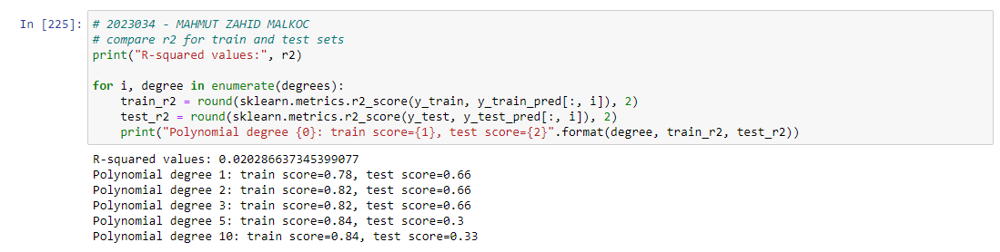 In [225]: # 2023034 - MAHMUT ZAHID MALKOC
# compare r2 for train and test sets
print("R-squared values:", r2)
for i, degree in enumerate(degrees):
    train_r2 = round(sklearn.metrics.r2_score(y_train, y_train_pred[:, i]), 2)
    test_r2 = round(sklearn.metrics.r2_score(y_test, y_test_pred[:, i]), 2)
    print("Polynomial degree {0}: train score={1}, test score={2}".format(degree, train_r2, test_r2))
R-squared values: 0.020286637345399077
Polynomial degree 1: train score=0.78, test score=0.66
Polynomial degree 2: train score=0.82, test score=0.66
Polynomial degree 3: train score=0.82, test score=0.66
Polynomial degree 5: train score=0.84, test score=0.3
Polynomial degree 10: train score=0.84, test score=0.33